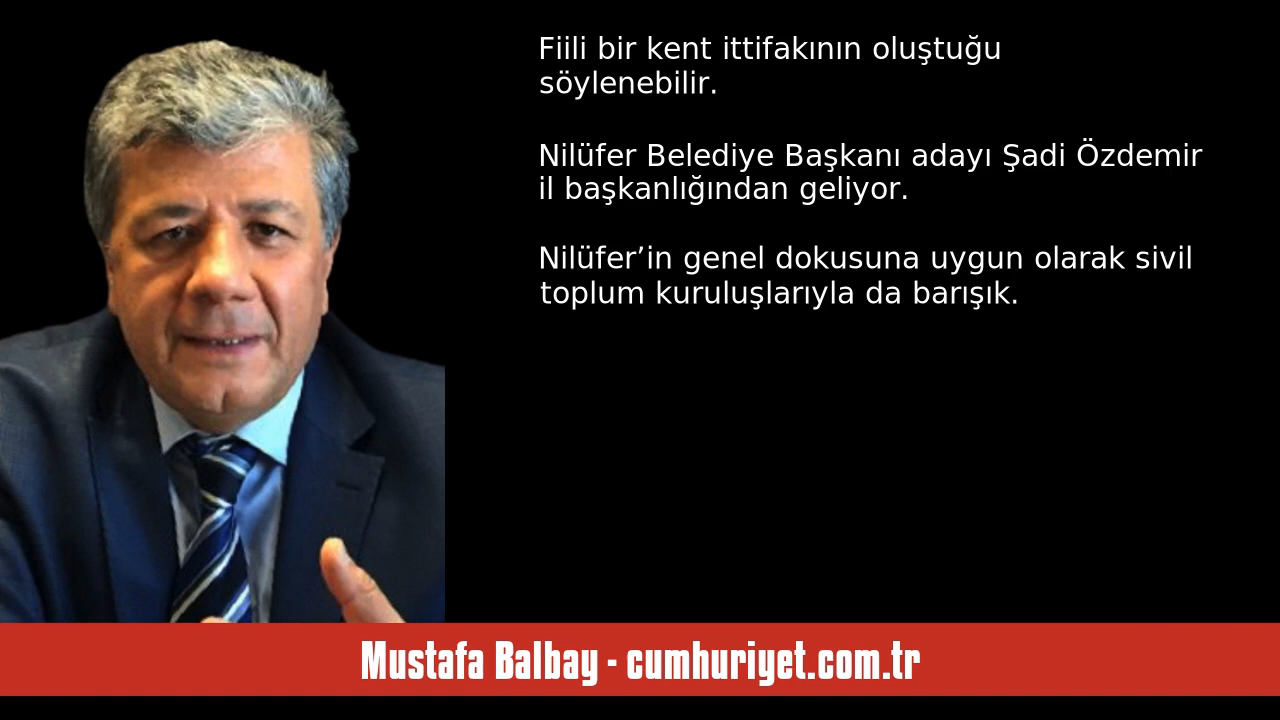 Fiili bir kent ittifakının oluştuğu
söylenebilir.
Nilüfer Belediye Başkanı adayı Şadi Özdemir
il başkanlığından geliyor.
Nilüfer’in genel dokusuna uygun olarak sivil
toplum kuruluşlarıyla da barışık.
Mustafa Balbay - cumhuriyet.com.tr